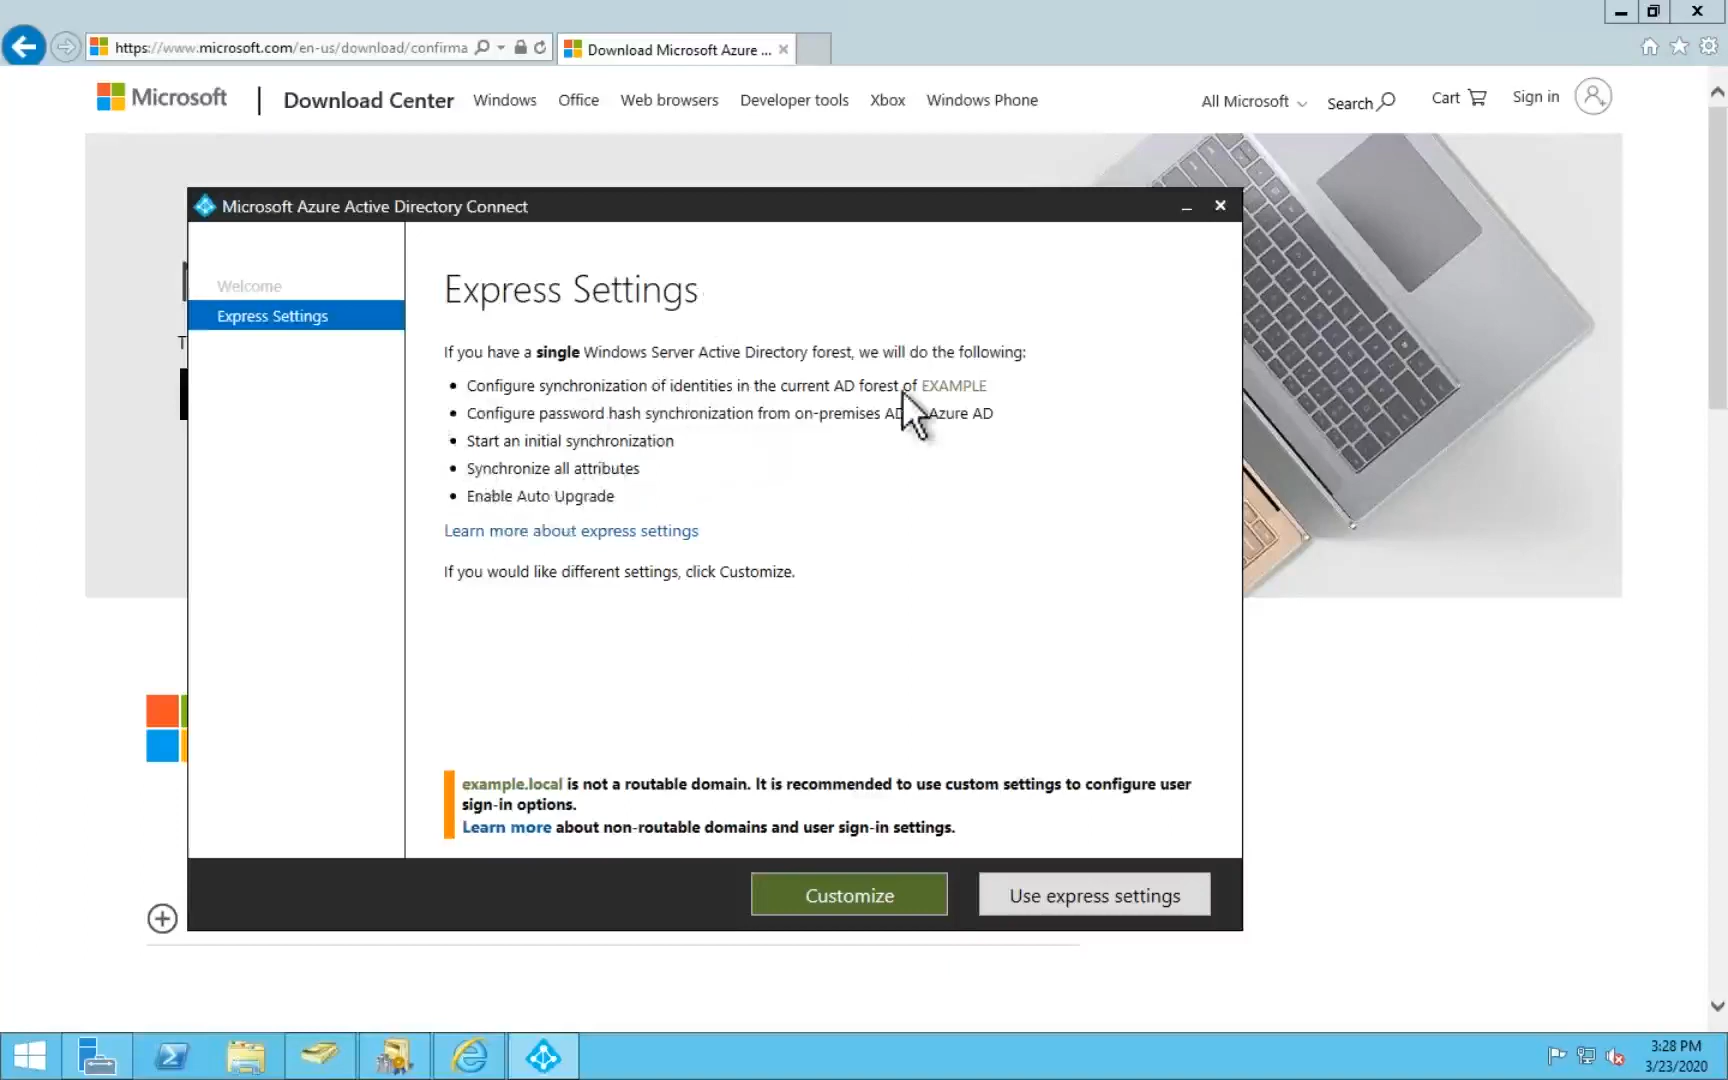 https://www.microsoft.com/en-us/download/confirma
Download Microsoft Azure ...
Microsoft
Download Center
Windows
Office
Web browsers
Developer tools
Xbox
Windows Phone
All Microsoft
Search
Cart
Sign in
Microsoft Azure Active Directory Connect
Welcome
Express Settings
Express Settings
If you have a single Windows Server Active Directory forest, we will do the following:
Configure synchronization of identities in the current AD forest of EXAMPLE
Configure password hash synchronization from on-premises AD Azure AD
Start an initial synchronization
Synchronize all attributes
Enable Auto Upgrade
Learn more about express settings
If you would like different settings, click Customize.
example.local is not a routable domain. It is recommended to use custom settings to configure user
sign-in options.
Learn more about non-routable domains and user sign-in settings.
Customize
Use express settings
3:28 PM
3/23/2020